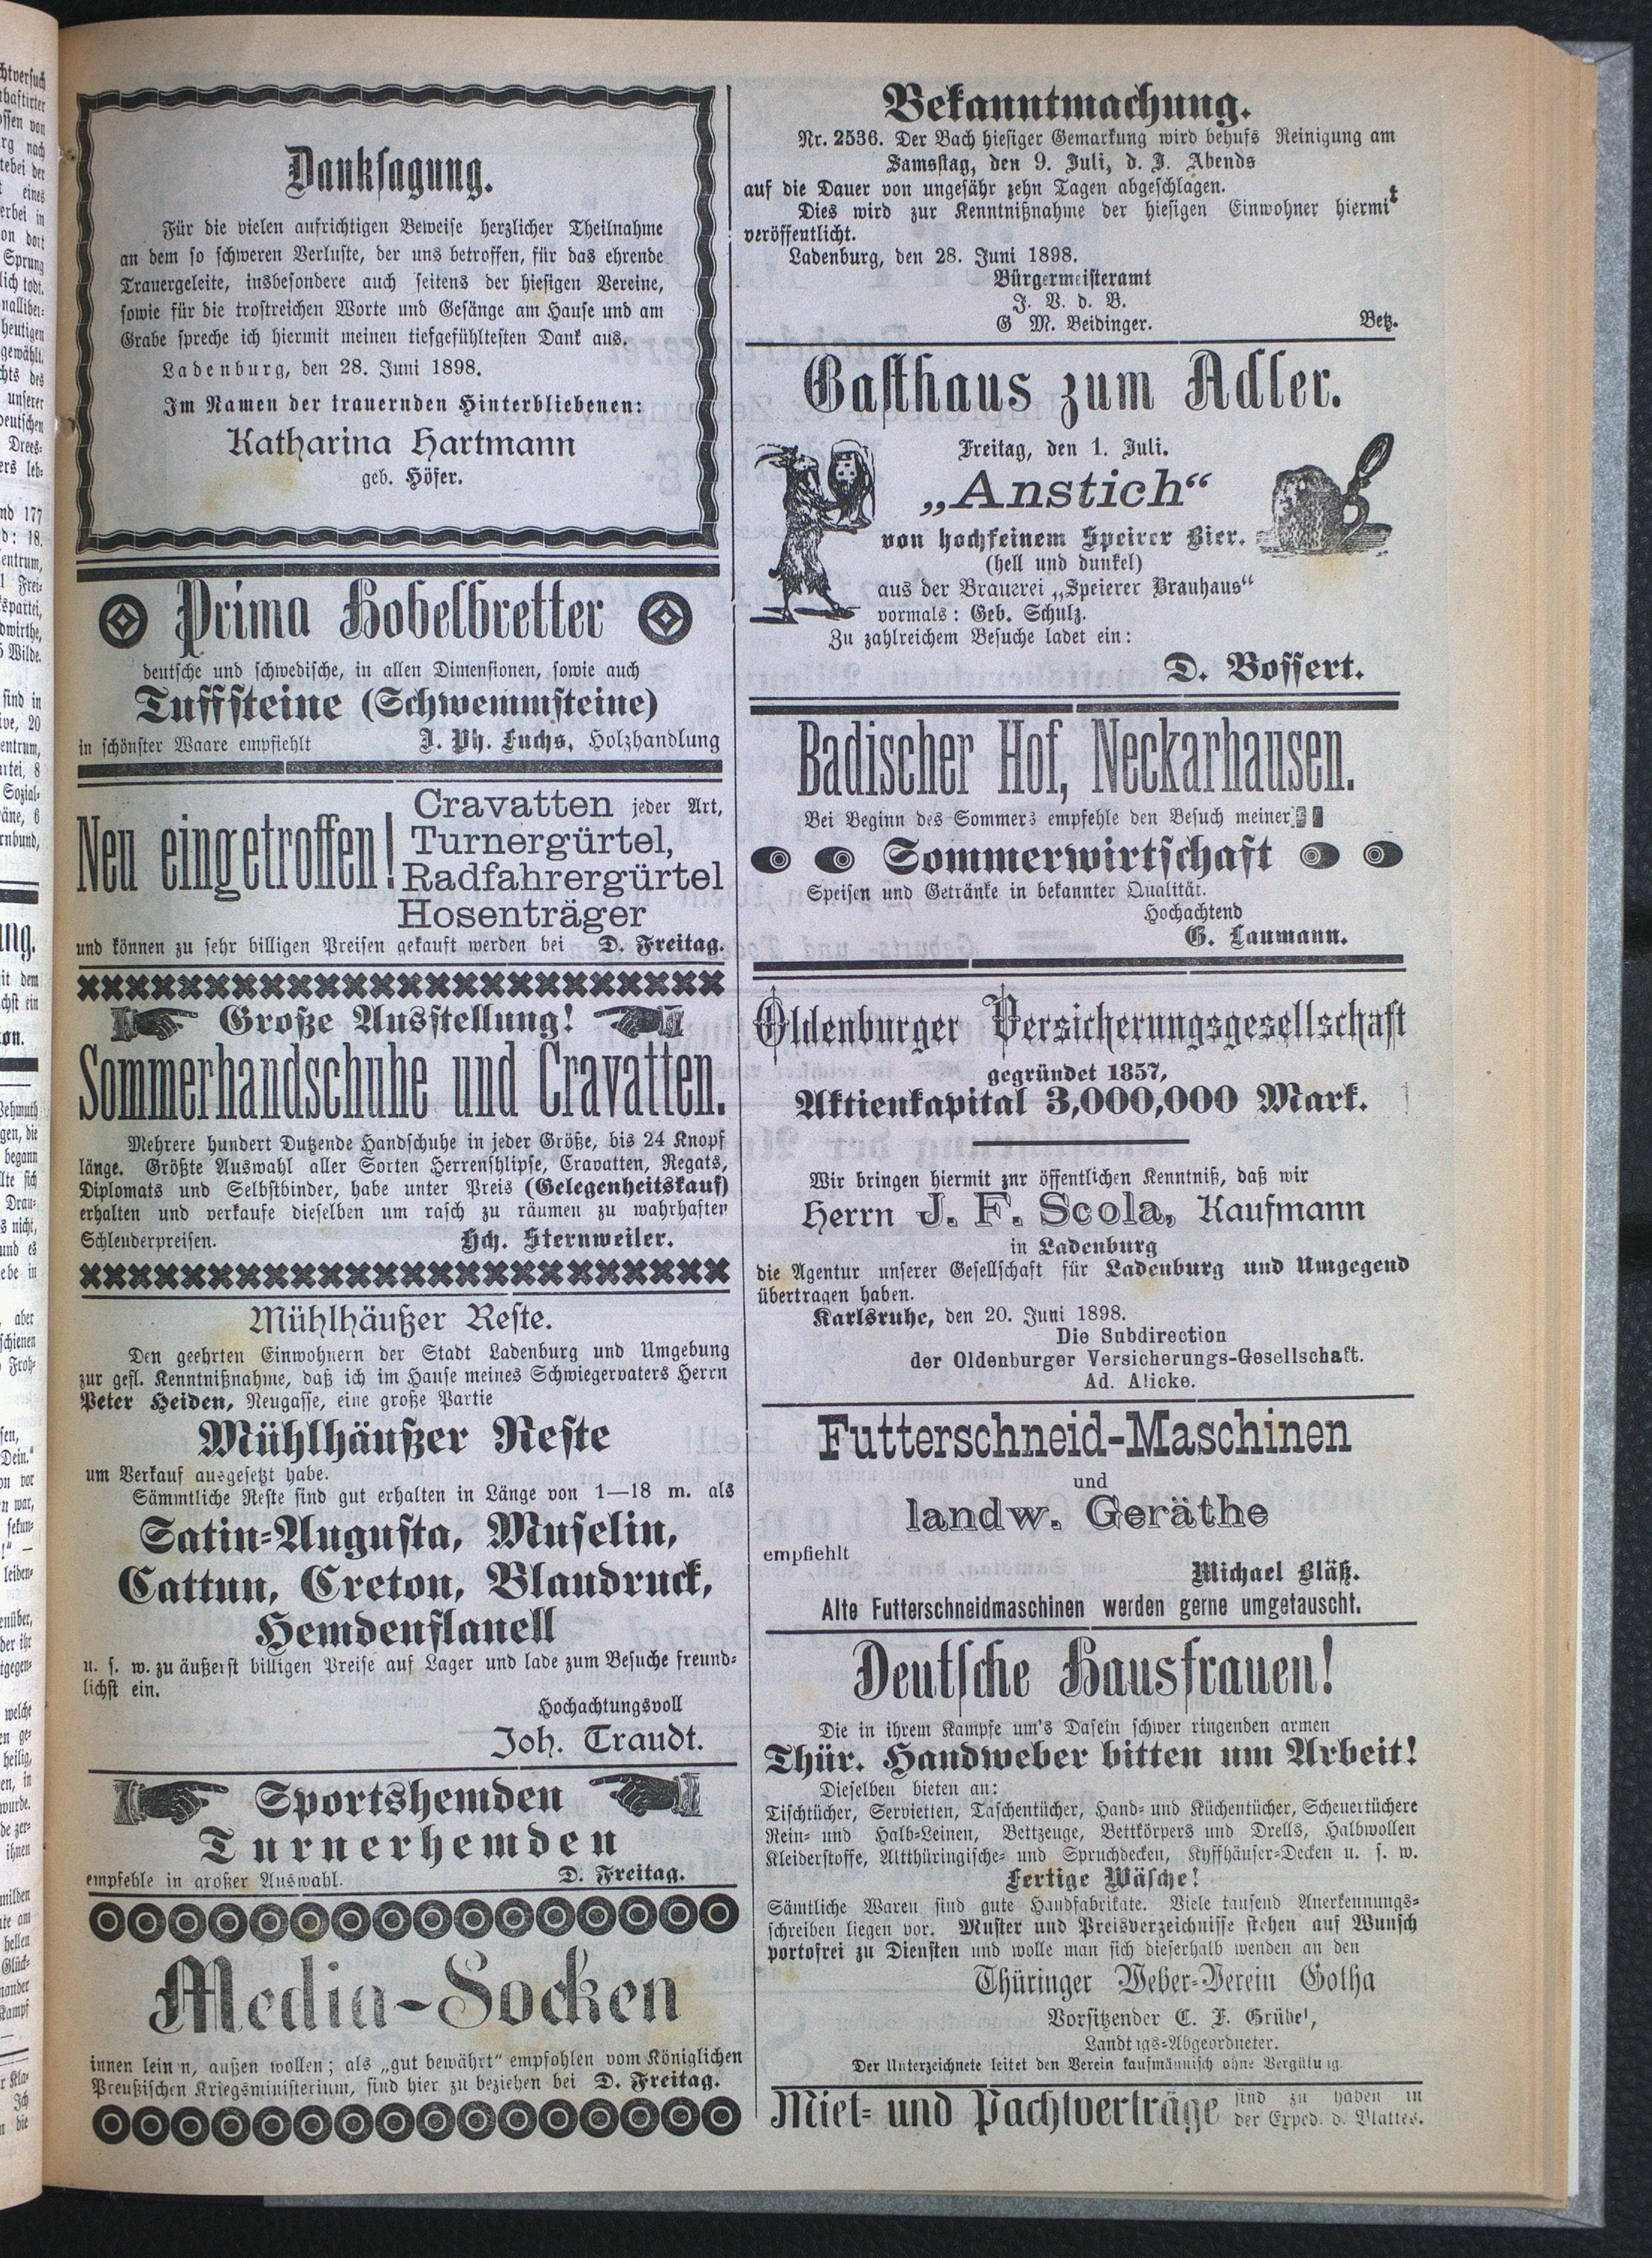 Danksagung.
Für die vielen aufrichtigen Beweise herzlicher Theilnahme
an dem so schweren Verluste, der uns betroffen, für das ehrende
Trauergeleite, insbesondere auch seitens der hiesigen Vereine,
sowie für die trostreichen Worte und Gesänge am Hause und am
Grabe spreche ich hiermit meinen tiefgefühltesten Dank aus.
Ladenburg, den 28. Juni 1898.
Im Namen der trauernden Hinterbliebenen:
Katharina Hartmann
geb. Höfer.
Prima Hobelbretter
deutsche und schwedische, in allen Dimensionen, sowie auch
Tuffsteine (Schwemmsteine)
in schönster Waare empfiehlt J. Ph. Fuchs, Holzhandlung
Neu eingetroffen!
Cravatten jeder Art,
Turnergürtel,
Radfahrergürtel
Hosenträger
und können zu sehr billigen Preisen gekauft werden bei D. Freitag.
Große Ausstellung!
Sommerhandschuhe und Cravatten.
Mehrere hundert Dutzende Handschuhe in jeder Größe, bis 24 Knopf
länge. Größte Auswahl aller Sorten Herrenshlipse, Cravatten, Regats,
Diplomats und Selbstbinder, habe unter Preis (Gelegenheitskauf)
erhalten und verkaufe dieselben um rasch zu räumen zu wahrhaften
Schleuderpreisen. Hch. Sternweiler.
Mühlhäußer Reste.
Den geehrten Einwohnern der Stadt Ladenburg und Umgebung
zur gefl. Kenntnißnahme, daß ich im Hause meines Schwiegervaters Herrn
Peter Heiden, Neugasse, eine große Partie
Mühlhäußer Reste
um Verkauf ausgesetzt habe.
Sämmtliche Reste sind gut erhalten in Länge von 1—18 m. als
Satin-Augusta, Muselin,
Cattun, Creton, Blaudruck,
Hemdenflanell
u. s. w. zu äußerst billigen Preise auf Lager und lade zum Besuche freund-
lichst ein.
Hochachtungsvoll
Joh. Traudt.
Sportshemden
Turnerhemden
empfehle in großer Auswahl. D. Freitag.
Media-Socken
innen leinen, außen wollen; als „gut bewährt“ empfohlen vom Königlichen
Preußischen Kriegsministerium, sind hier zu beziehen bei D. Freitag.
Bekanntmachung.
Nr. 2536. Der Bach hiesiger Gemarkung wird behufs Reinigung am
Samsstag, den 9. Juli, d. J. Abends
auf die Dauer von ungefähr zehn Tagen abgeschlagen.
Dies wird zur Kenntnißnahme der hiesigen Einwohner hiermit
veröffentlicht.
Ladenburg, den 28. Juni 1898.
Bürgermeisteramt
J. V. d. B.
G M. Beidinger. Betz.
Gasthaus zum Adler.
Freitag, den 1. Juli.
„Anstich“
von hochfeinem Speirer Bier.
(hell und dunkel)
aus der Brauerei „Speierer Brauhaus“
vormals: Geb. Schulz.
Zu zahlreichem Besuche ladet ein:
D. Bossert.
Badischer Hof, Neckarhausen.
Bei Beginn des Sommers empfehle den Besuch meiner
Sommerwirtschaft
Speisen und Getränke in bekannter Qualität.
Hochachtend
G. Laumann.
Oldenburger Versicherungsgesellschaft
gegründet 1857,
Aktienkapital 3,000,000 Mark.
Wir bringen hiermit znr öffentlichen Kenntniß, daß wir
Herrn J. F. Scola, Kaufmann
in Ladenburg
die Agentur unserer Gesellschaft für Ladenburg und Umgegend
übertragen haben.
Karlsruhe, den 20. Juni 1898.
Die Subdirection
der Oldenburger Versicherungs-Gesellschaft.
Ad. Alicke.
Futterschneid-Maschinen
und
landw. Geräthe
empfiehlt
Michael Bläß.
Alte Futterschneidmaschinen werden gerne umgetauscht.
Deutsche Hausfrauen!
Die in ihrem Kampfe um's Dasein schwer ringenden armen
Thür. Handweber bitten um Arbeit!
Dieselben bieten an:
Tischtücher, Servietten, Taschentücher, Hand- und Küchentücher, Scheuertüchere
Rein- und Halb-Leinen, Bettzeuge, Bettkörpers und Drells, Halbwollen
Kleiderstoffe, Altthüringische- und Spruchdecken, Kyffhäuser-Decken u. s. w.
Fertige Wäsche!
Sämtliche Waren sind gute Handfabrikate. Viele tausend Anerkennungs-
schreiben liegen vor. Muster und Preisverzeichnisse stehen auf Wunsch
portofrei zu Diensten und wolle man sich dieserhalb wenden an den
Thüringer Weber-Verein Gotha
Vorsitzender C. F. Grübel,
Landtags-Abgeordneter.
Der Unterzeichnete leitet den Verein kaufmännisch ohne Vergütung.
Miet- und Pachtverträge sind zu haben in
der Exped. d. Blattes.